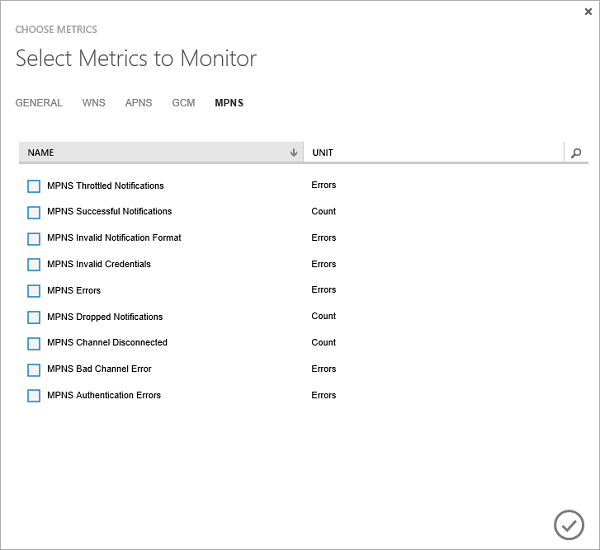 CHOOSE METRICS
Select Metrics to Monitor
GENERAL WNS APNS GCM MPNS
NAME UNIT
MPNS Throttled Notifications Errors
MPNS Successful Notifications Count
MPNS Invalid Notification Format Errors
MPNS Invalid Credentials Errors
MPNS Errors Errors
MPNS Dropped Notifications Count
MPNS Channel Disconnected Count
MPNS Bad Channel Error Errors
MPNS Authentication Errors Errors